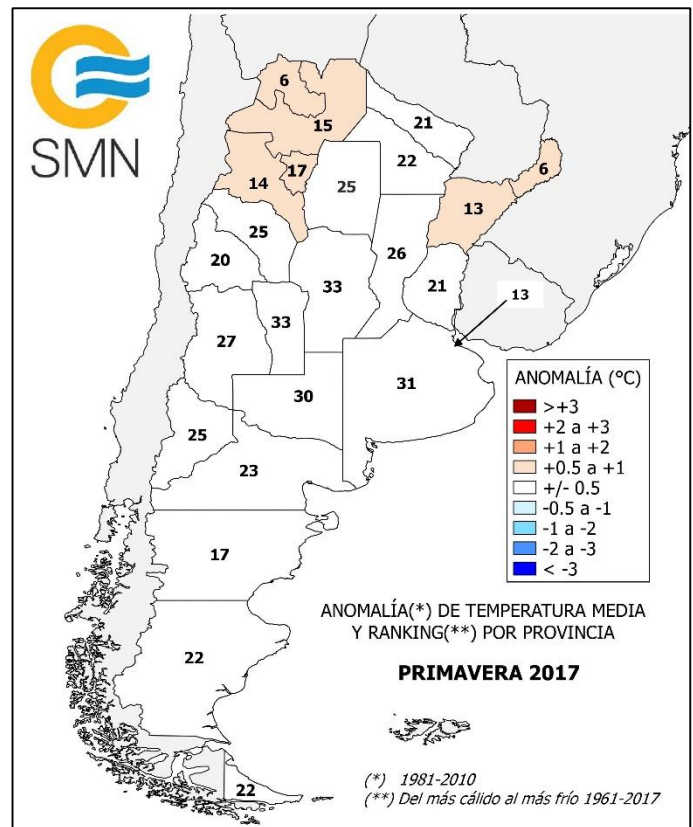 SMN
6
15
21
22
17
14
25
6
13
25
20
26
21
33
33
13
27
30
31
25
23
17
22
22
ANOMALÍA (°C)
>+3
+2 a +3
+1 a +2
+0.5 a +1
+/- 0.5
-0.5 a -1
-1 a -2
-2 a -3
< -3
ANOMALÍA(*) DE TEMPERATURA MEDIA
Y RANKING(**) POR PROVINCIA
PRIMAVERA 2017
(*) 1981-2010
(**) Del más cálido al más frío 1961-2017